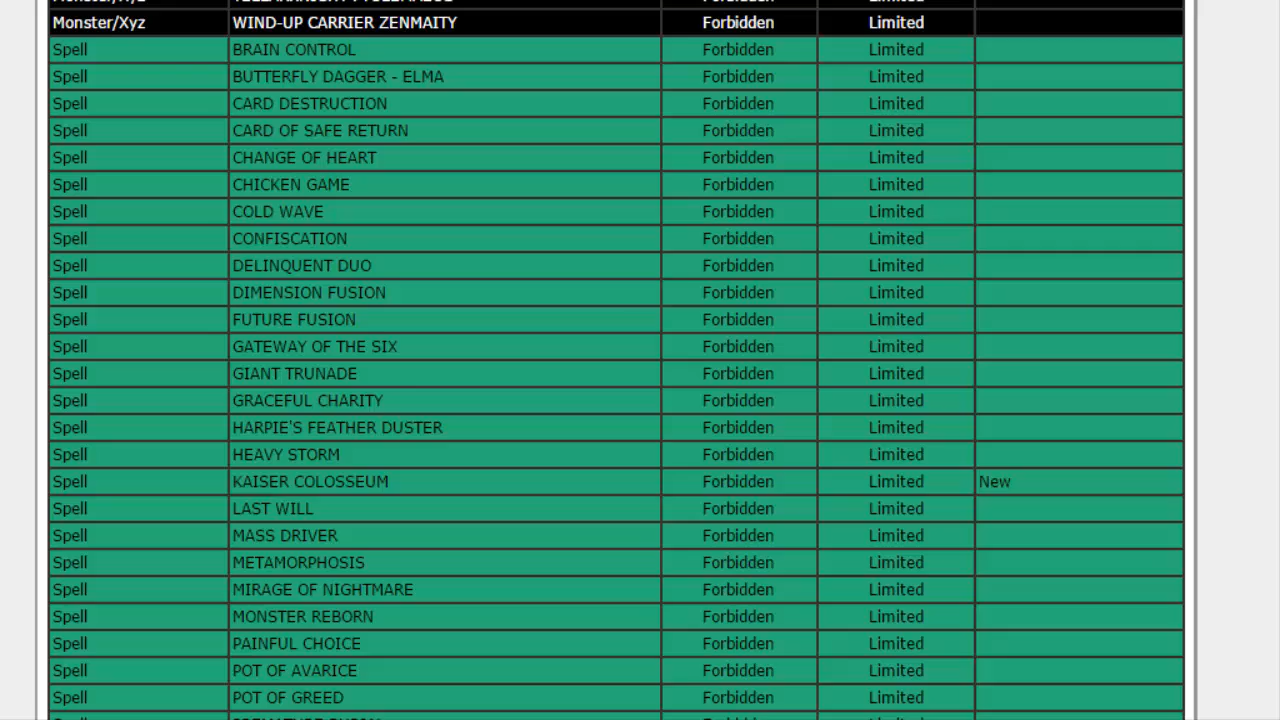 Monster/Xyz WIND-UP CARRIER ZENMAITY Forbidden Limited
Spell BRAIN CONTROL Forbidden Limited
Spell BUTTERFLY DAGGER - ELMA Forbidden Limited
Spell CARD DESTRUCTION Forbidden Limited
Spell CARD OF SAFE RETURN Forbidden Limited
Spell CHANGE OF HEART Forbidden Limited
Spell CHICKEN GAME Forbidden Limited
Spell COLD WAVE Forbidden Limited
Spell CONFISCATION Forbidden Limited
Spell DELINQUENT DUO Forbidden Limited
Spell DIMENSION FUSION Forbidden Limited
Spell FUTURE FUSION Forbidden Limited
Spell GATEWAY OF THE SIX Forbidden Limited
Spell GIANT TRUNADE Forbidden Limited
Spell GRACEFUL CHARITY Forbidden Limited
Spell HARPIE'S FEATHER DUSTER Forbidden Limited
Spell HEAVY STORM Forbidden Limited
Spell KAISER COLOSSEUM Forbidden Limited New
Spell LAST WILL Forbidden Limited
Spell MASS DRIVER Forbidden Limited
Spell METAMORPHOSIS Forbidden Limited
Spell MIRAGE OF NIGHTMARE Forbidden Limited
Spell MONSTER REBORN Forbidden Limited
Spell PAINFUL CHOICE Forbidden Limited
Spell POT OF AVARICE Forbidden Limited
Spell POT OF GREED Forbidden Limited